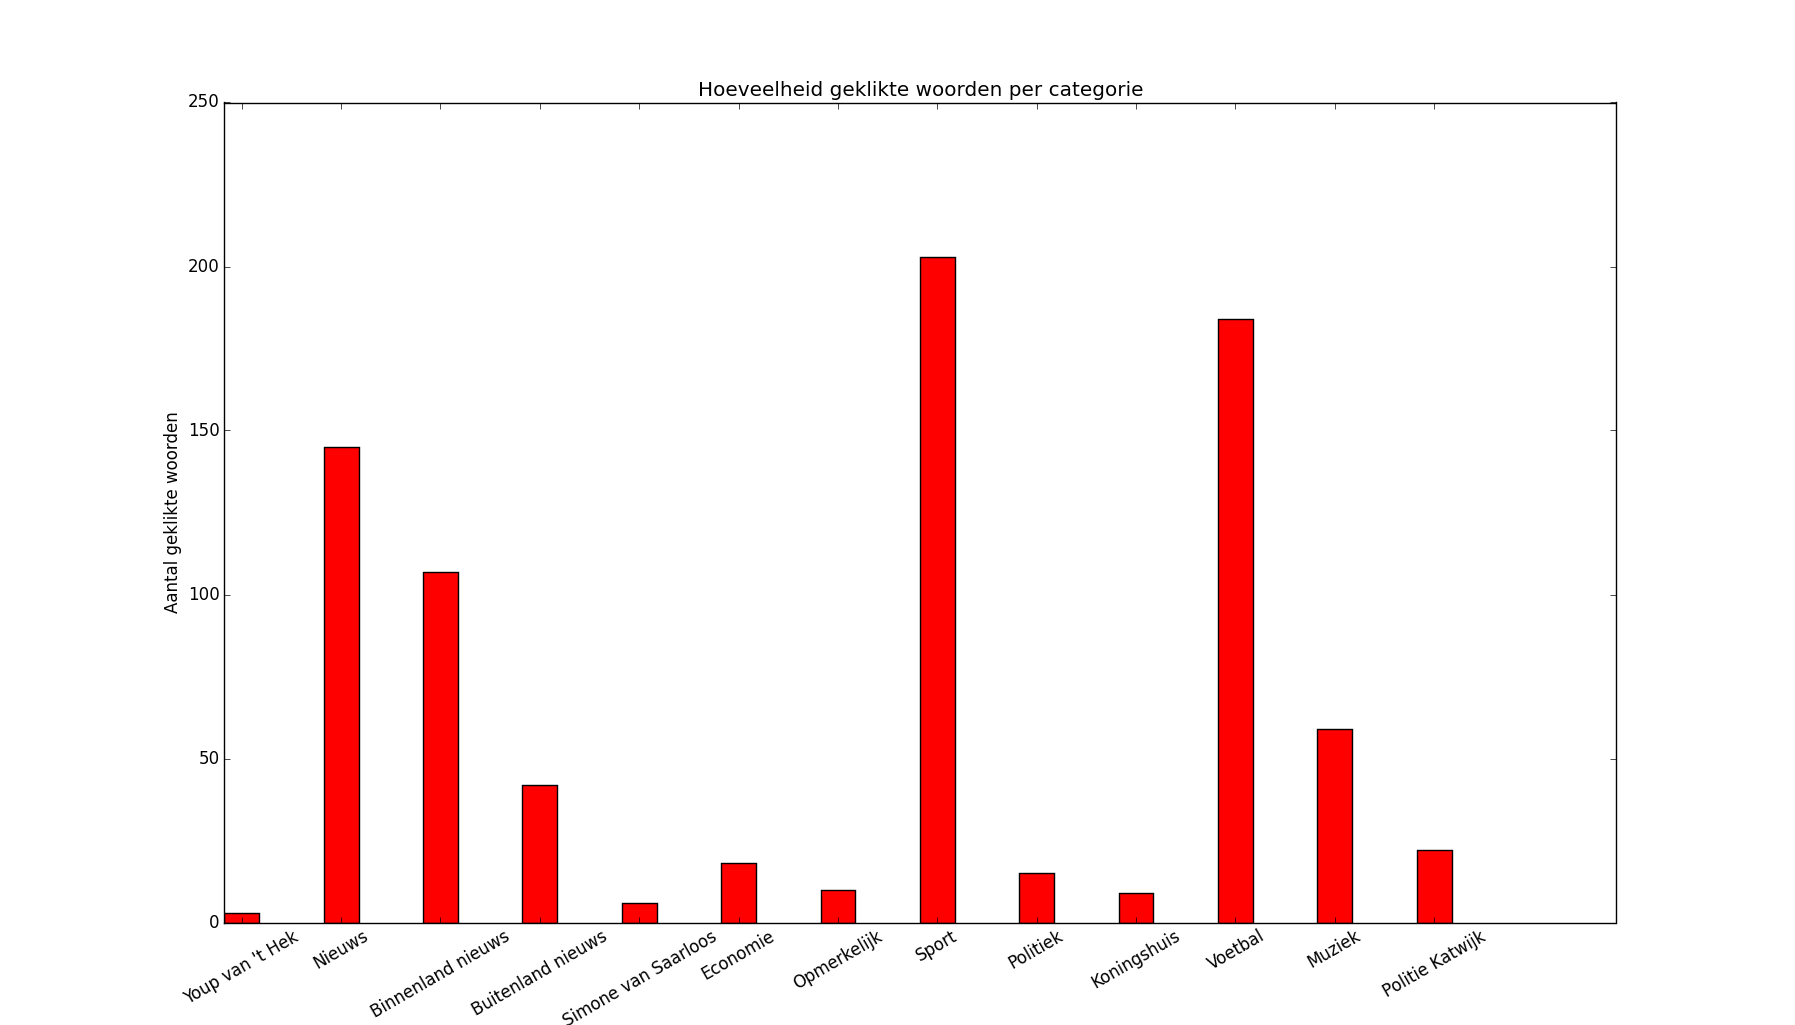 Hoeveelheid geklikte woorden per categorie
250
200
150
100
50
0
Aantal geklikte woorden
Youp van 't Hek
Nieuws
Binnenland nieuws
Buitenland nieuws
Simone van Saarloos
Economie
Opmerkelijk
Sport
Politiek
Koningshuis
Voetbal
Muziek
Politie Katwijk